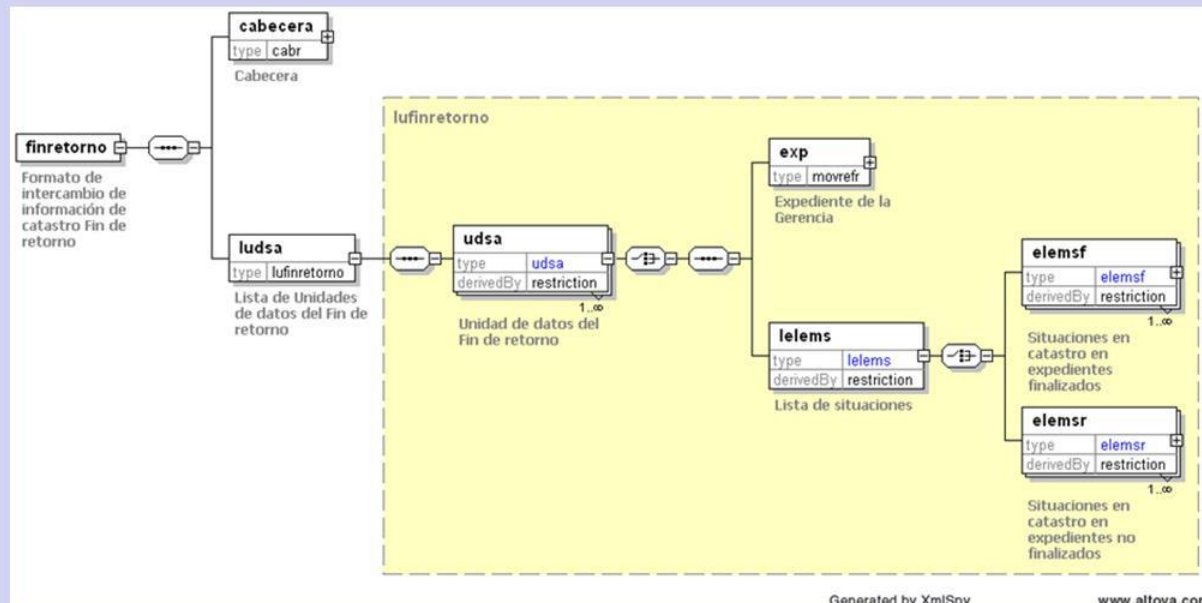 cabecera
type cabr
Cabecera
finretorno
Formato de
intercambio de
información de
catastro Fin de
retorno
ludsa
type lufinretorno
Lista de Unidades
de datos del Fin de
retorno
lufinretorno
udsa
type udsa
derivedBy restriction
1..∞
Unidad de datos del
Fin de retorno
exp
type movrefr
Expediente de la
Gerencia
lelems
type lelems
derivedBy restriction
Lista de situaciones
elemsf
type elemsf
derivedBy restriction
1..∞
Situaciones en
catastro en
expedientes
finalizados
elemsr
type elemsr
derivedBy restriction
1..∞
Situaciones en
catastro en
expedientes no
finalizados
Generated by XmlSpy www.altova.com